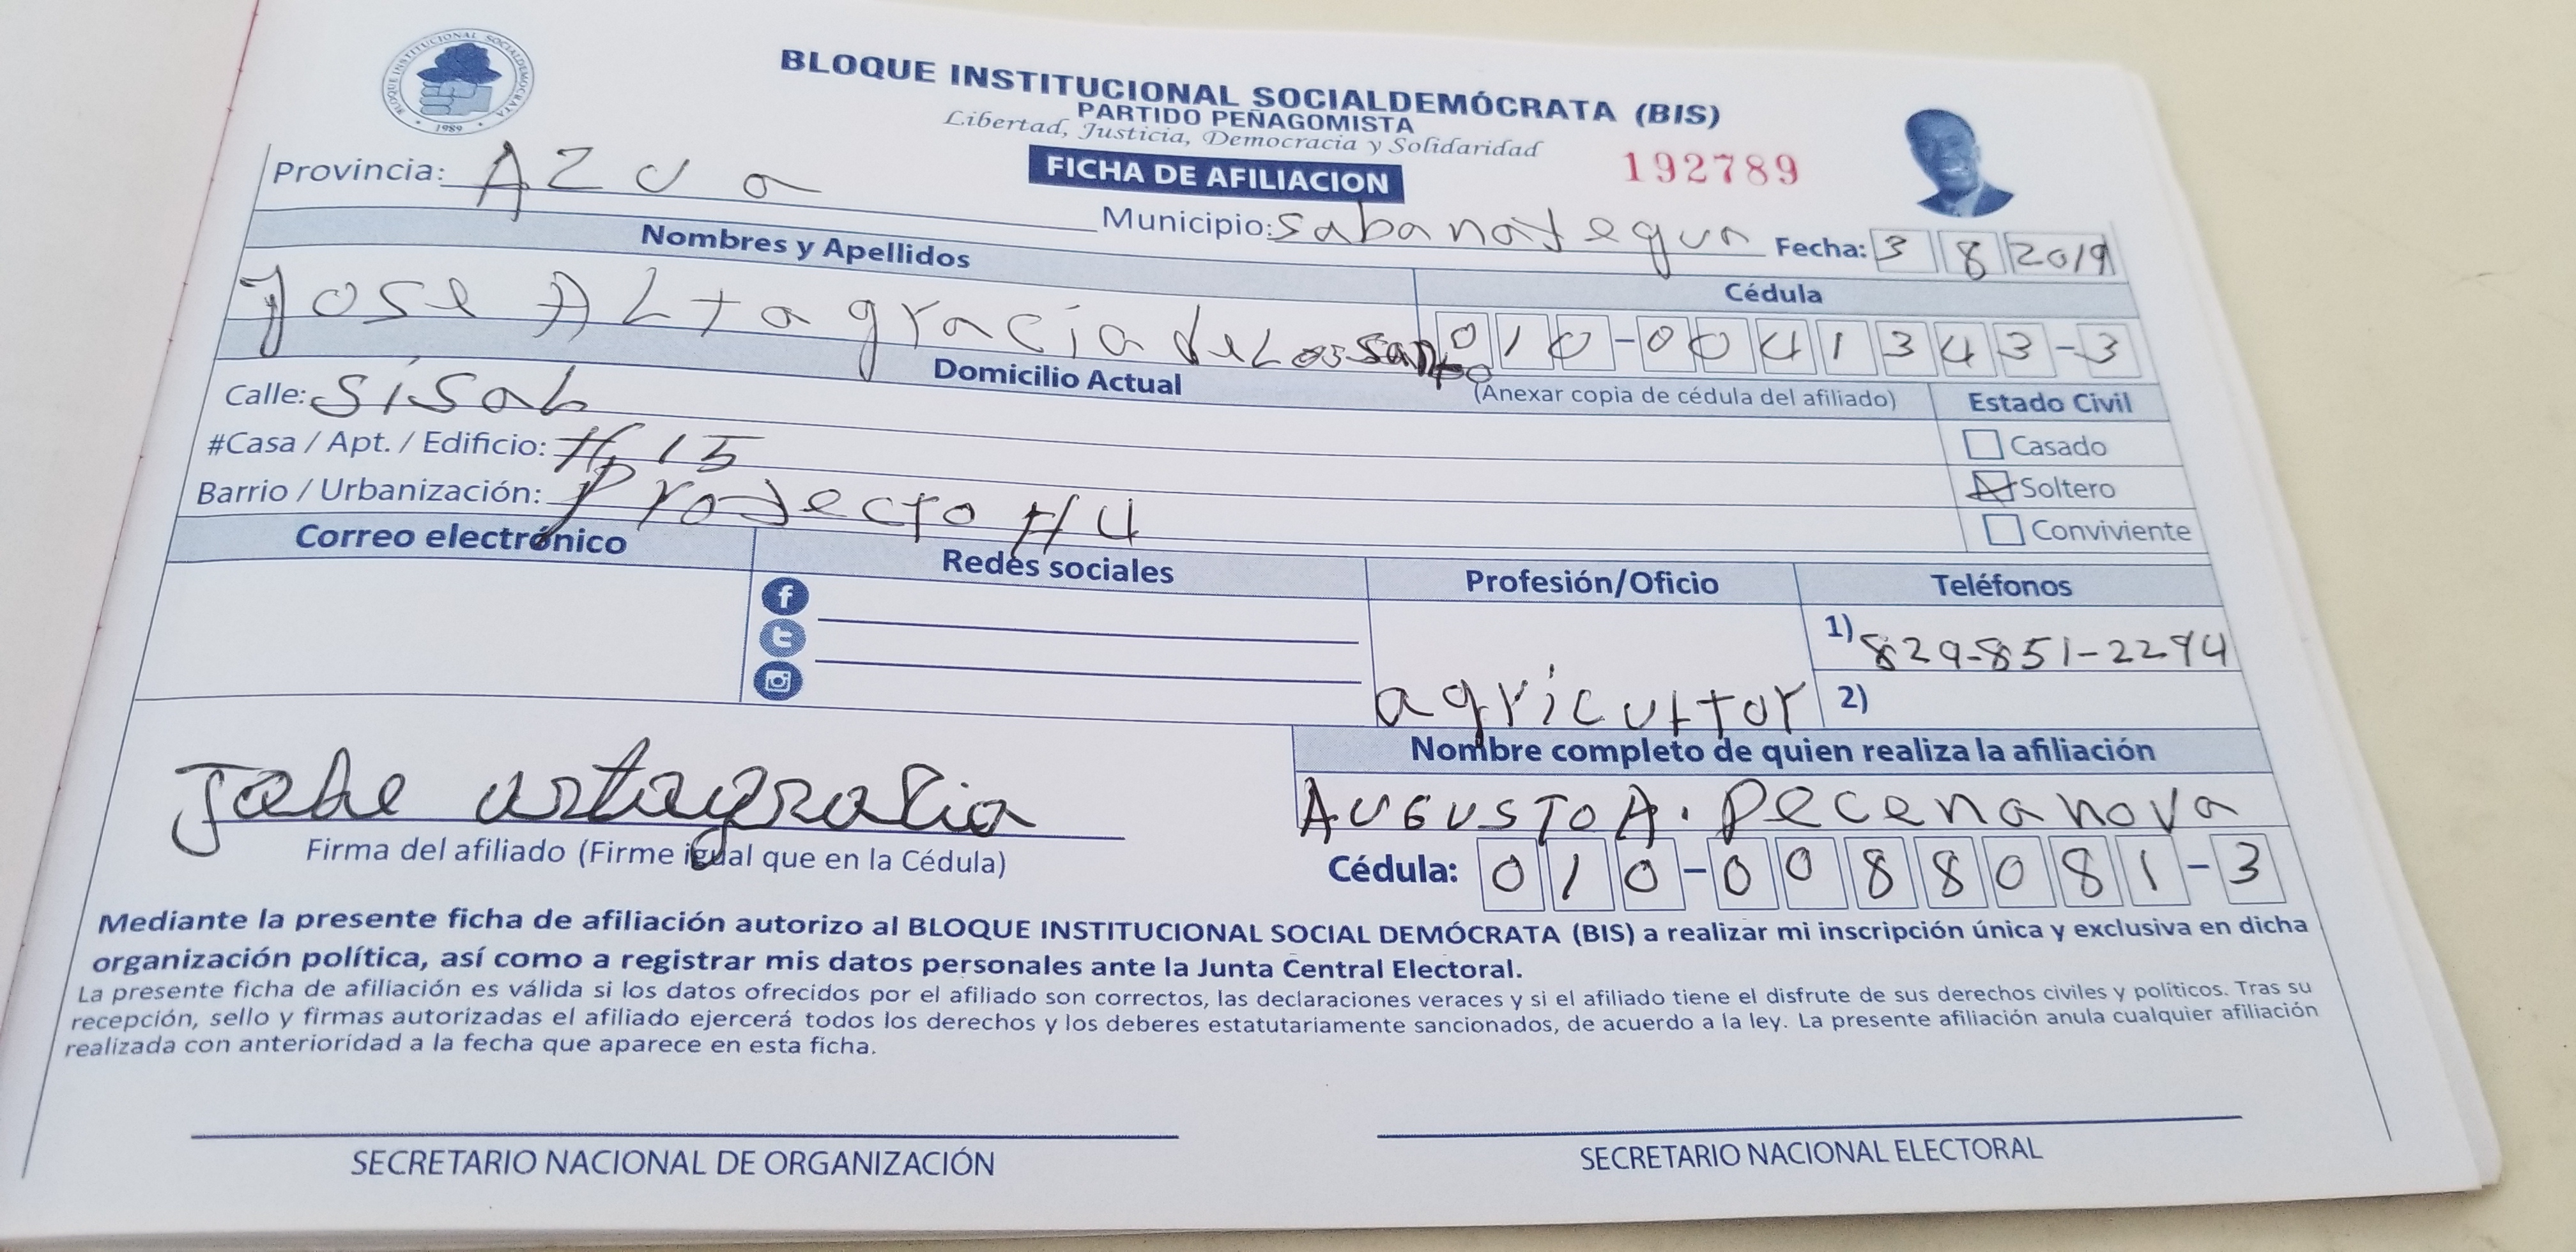 BLOQUE INSTITUCIONAL SOCIALDEMOCRATA
1989
BLOQUE INSTITUCIONAL SOCIALDEMÓCRATA (BIS)
PARTIDO PEÑAGOMISTA
Libertad, Justicia, Democracia y Solidaridad
FICHA DE AFILIACION
192789
Provincia: AZUa
Municipio: Sabanayegua Fecha: 3 8 2019
Nombres y Apellidos
Cédula
Jose ALtagracia de Los Santo
010-0041343-3
Domicilio Actual
(Anexar copia de cédula del afiliado)
Estado Civil
Calle: SiSaL
Casado
#Casa / Apt. / Edificio: # 15
Soltero
Barrio / Urbanización: Proyecto #4
Conviviente
Correo electrónico
Redes sociales
Profesión/Oficio
Teléfonos
1) 829-851-2294
agricultor
2)
Nombre completo de quien realiza la afiliación
AUGUSTO A. Decena nova
Firma del afiliado (Firme igual que en la Cédula)
Cédula: 010-0088081-3
Mediante la presente ficha de afiliación autorizo al BLOQUE INSTITUCIONAL SOCIAL DEMÓCRATA (BIS) a realizar mi inscripción única y exclusiva en dicha
organización política, así como a registrar mis datos personales ante la Junta Central Electoral.
La presente ficha de afiliación es válida si los datos ofrecidos por el afiliado son correctos, las declaraciones veraces y si el afiliado tiene el disfrute de sus derechos civiles y políticos. Tras su
recepción, sello y firmas autorizadas el afiliado ejercerá todos los derechos y los deberes estatutariamente sancionados, de acuerdo a la ley. La presente afiliación anula cualquier afiliación
realizada con anterioridad a la fecha que aparece en esta ficha.
SECRETARIO NACIONAL DE ORGANIZACIÓN
SECRETARIO NACIONAL ELECTORAL